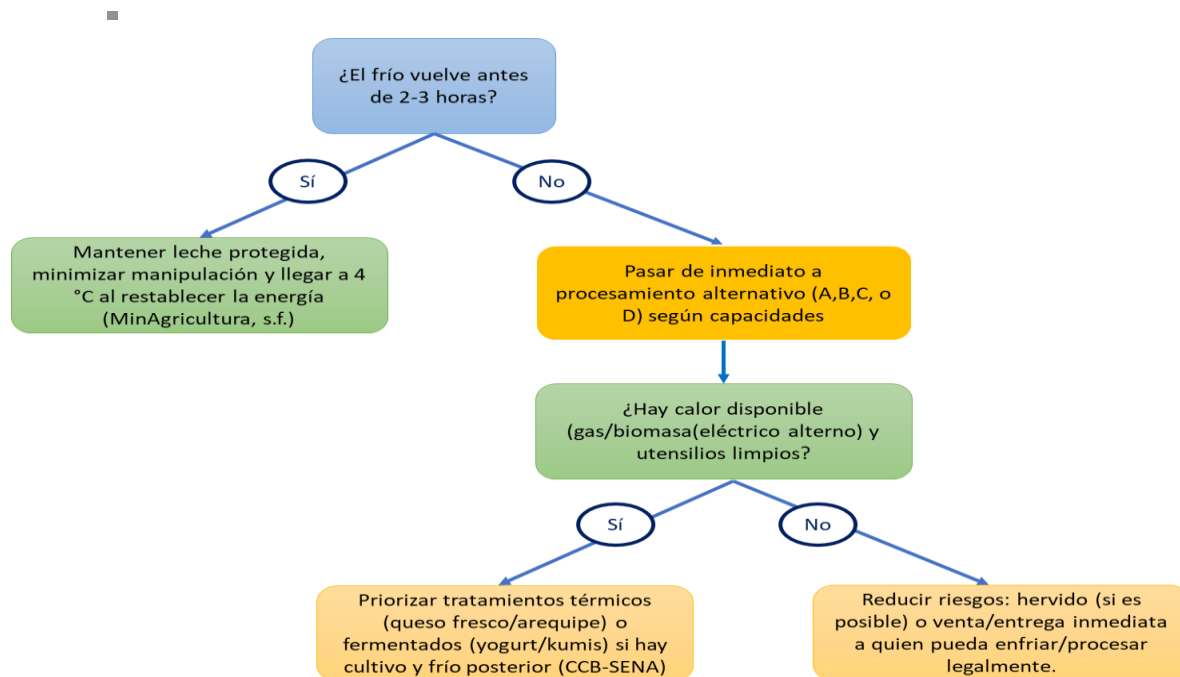 ¿El frío vuelve antes
de 2-3 horas?
Sí
No
Mantener leche protegida,
minimizar manipulación y llegar a 4
°C al restablecer la energía
(MinAgricultura, s.f.)
Pasar de inmediato a
procesamiento alternativo (A,B,C, o
D) según capacidades
¿Hay calor disponible
(gas/biomasa(eléctrico alterno) y
utensilios limpios?
Sí
No
Priorizar tratamientos térmicos
(queso fresco/arequipe) o
fermentados (yogurt/kumis) si hay
cultivo y frío posterior (CCB-SENA)
Reducir riesgos: hervido (si es
posible) o venta/entrega inmediata
a quien pueda enfriar/procesar
legalmente.